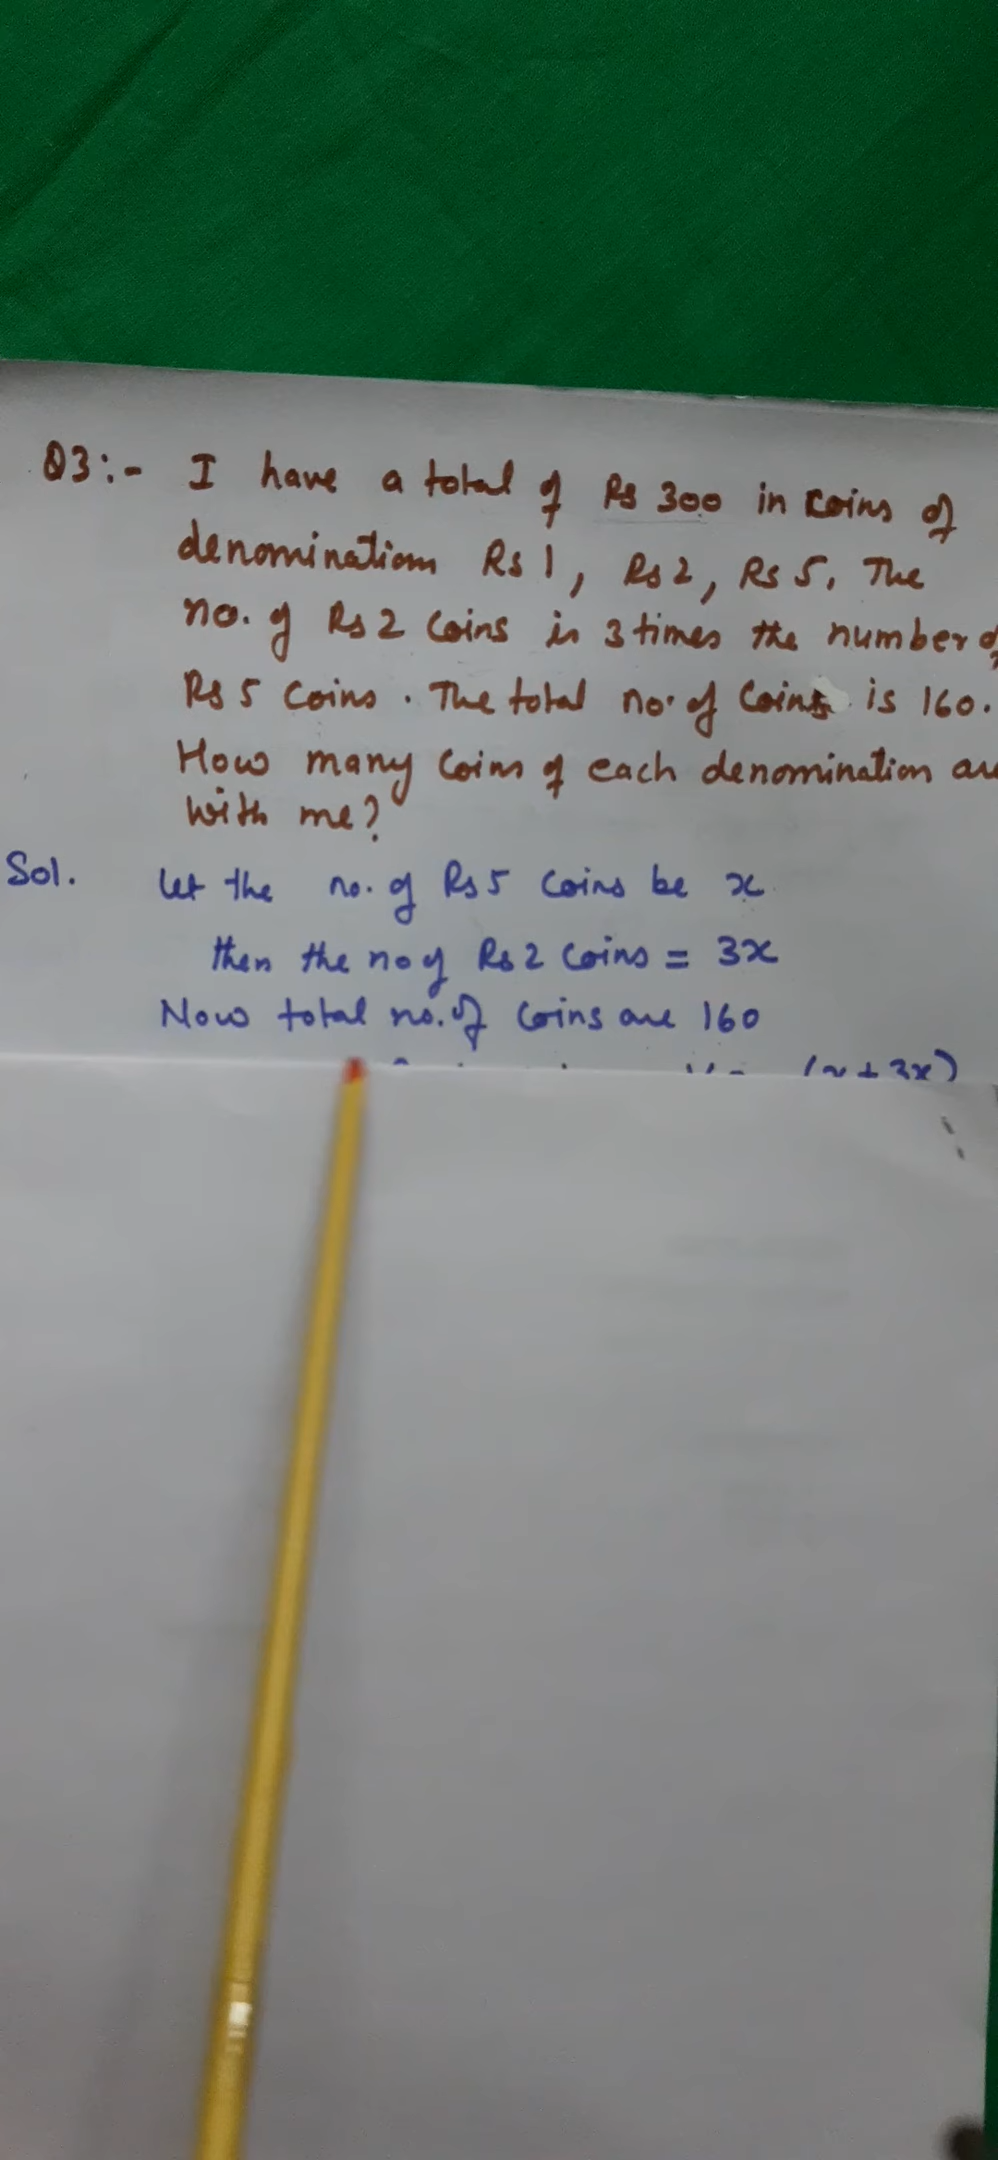 Q3:- I have a total of Rs 300 in coins of
denominations Rs 1, Rs 2, Rs 5. The
no. of Rs 2 Coins is 3 times the number of
Rs 5 Coins. The total no. of Coins is 160.
How many Coins of each denomination are
with me?
Sol. Let the no. of Rs 5 Coins be x
then the no of Rs 2 Coins = 3x
Now total no. of Coins are 160
(x + 3x)